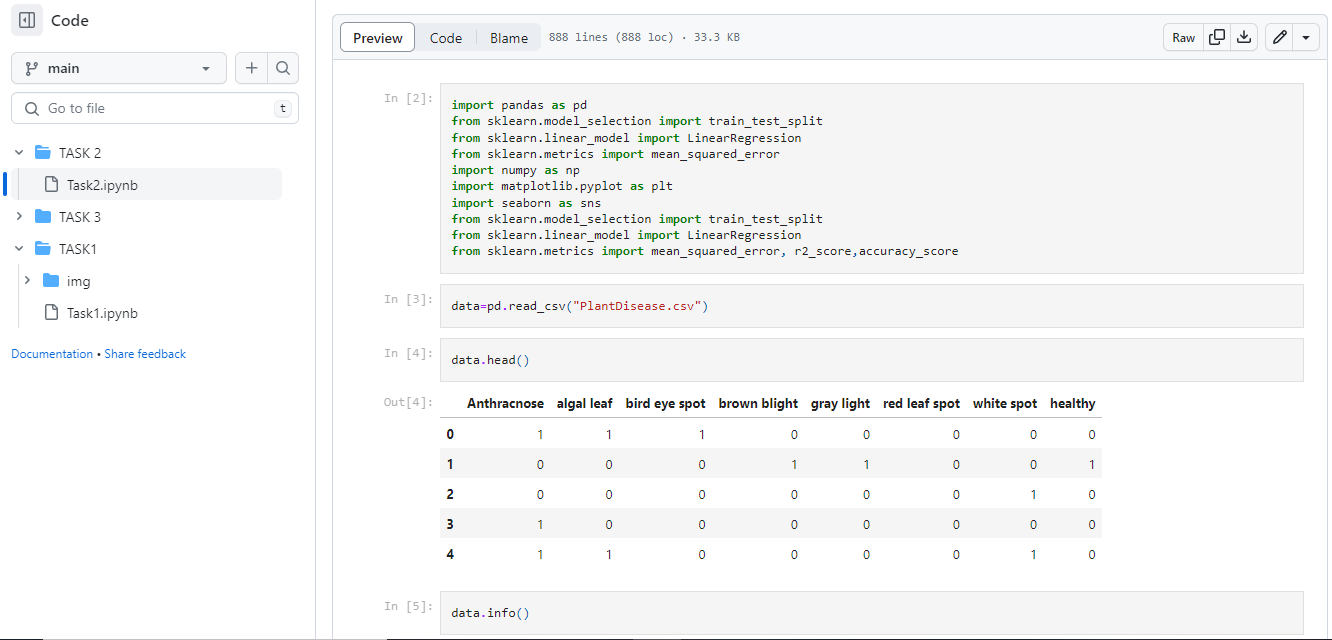 Code
main
Go to file
t
TASK 2
Task2.ipynb
TASK 3
TASK1
img
Task1.ipynb
Documentation • Share feedback
Preview Code Blame 888 lines (888 loc) · 33.3 KB Raw
In [2]:
import pandas as pd
from sklearn.model_selection import train_test_split
from sklearn.linear_model import LinearRegression
from sklearn.metrics import mean_squared_error
import numpy as np
import matplotlib.pyplot as plt
import seaborn as sns
from sklearn.model_selection import train_test_split
from sklearn.linear_model import LinearRegression
from sklearn.metrics import mean_squared_error, r2_score,accuracy_score
In [3]:
data=pd.read_csv("PlantDisease.csv")
In [4]:
data.head()
Out[4]:
Anthracnose algal leaf bird eye spot brown blight gray light red leaf spot white spot healthy
0 1 1 1 0 0 0 0 0
1 0 0 0 1 1 0 0 1
2 0 0 0 0 0 0 1 0
3 1 0 0 0 0 0 0 0
4 1 1 0 0 0 0 1 0
In [5]:
data.info()